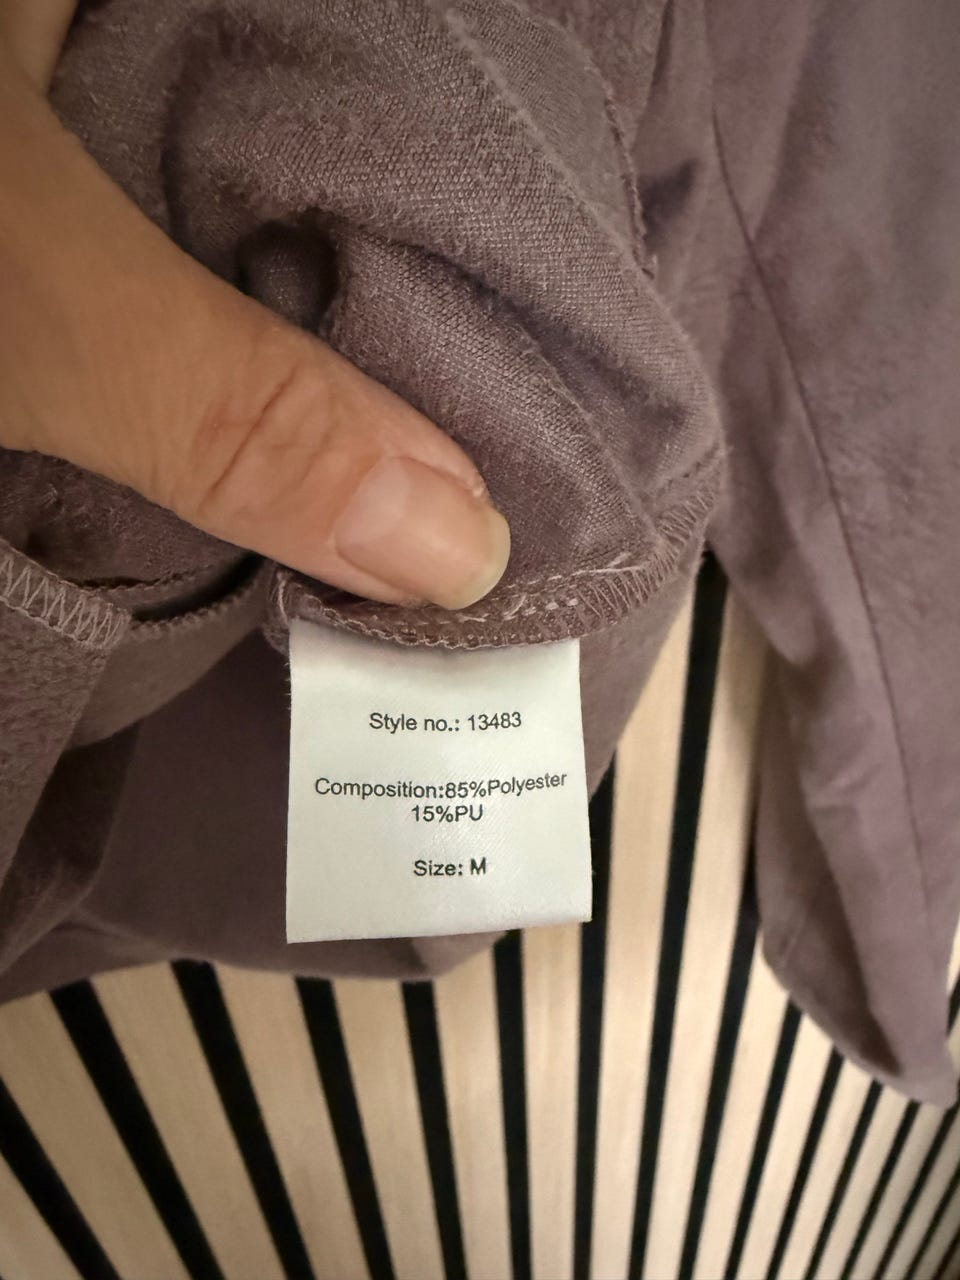 Style no.: 13483
Composition:85%Polyester
15%PU
Size: M